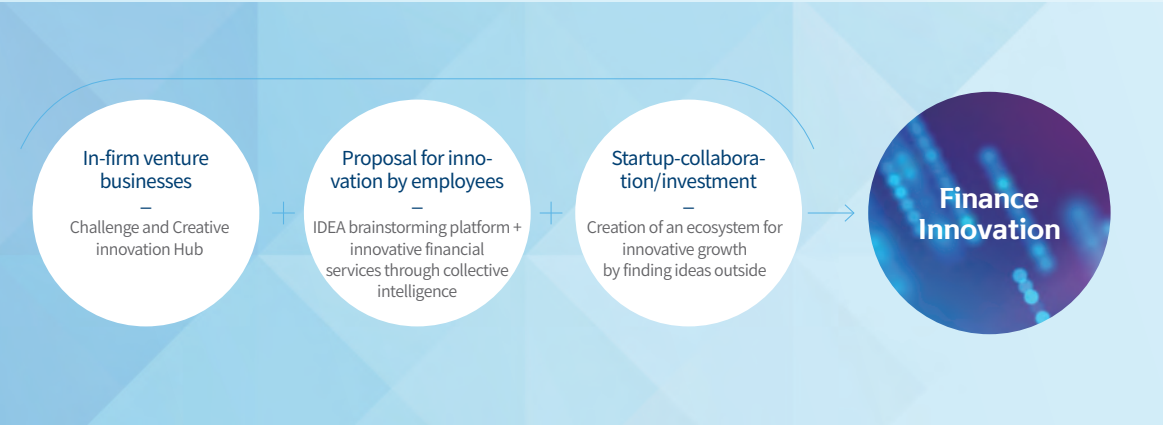 In-firm venture
businesses
–
Challenge and Creative
innovation Hub
+
Proposal for inno-
vation by employees
–
IDEA brainstorming platform +
innovative financial
services through collective
intelligence
+
Startup-collabora-
tion/investment
–
Creation of an ecosystem for
innovative growth
by finding ideas outside
Finance
Innovation